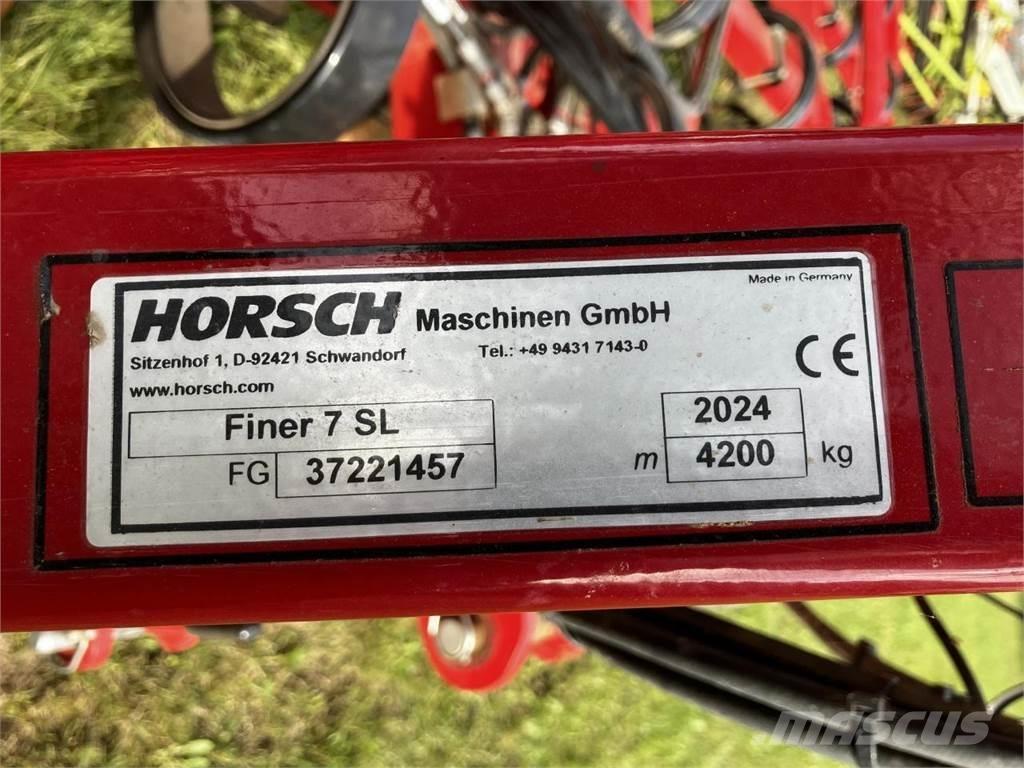 Made in Germany
HORSCH Maschinen GmbH
Sitzenhof 1, D-92421 Schwandorf Tel.: +49 9431 7143-0
www.horsch.com
CE
Finer 7 SL 2024
FG 37221457 m 4200 kg
MASCUS